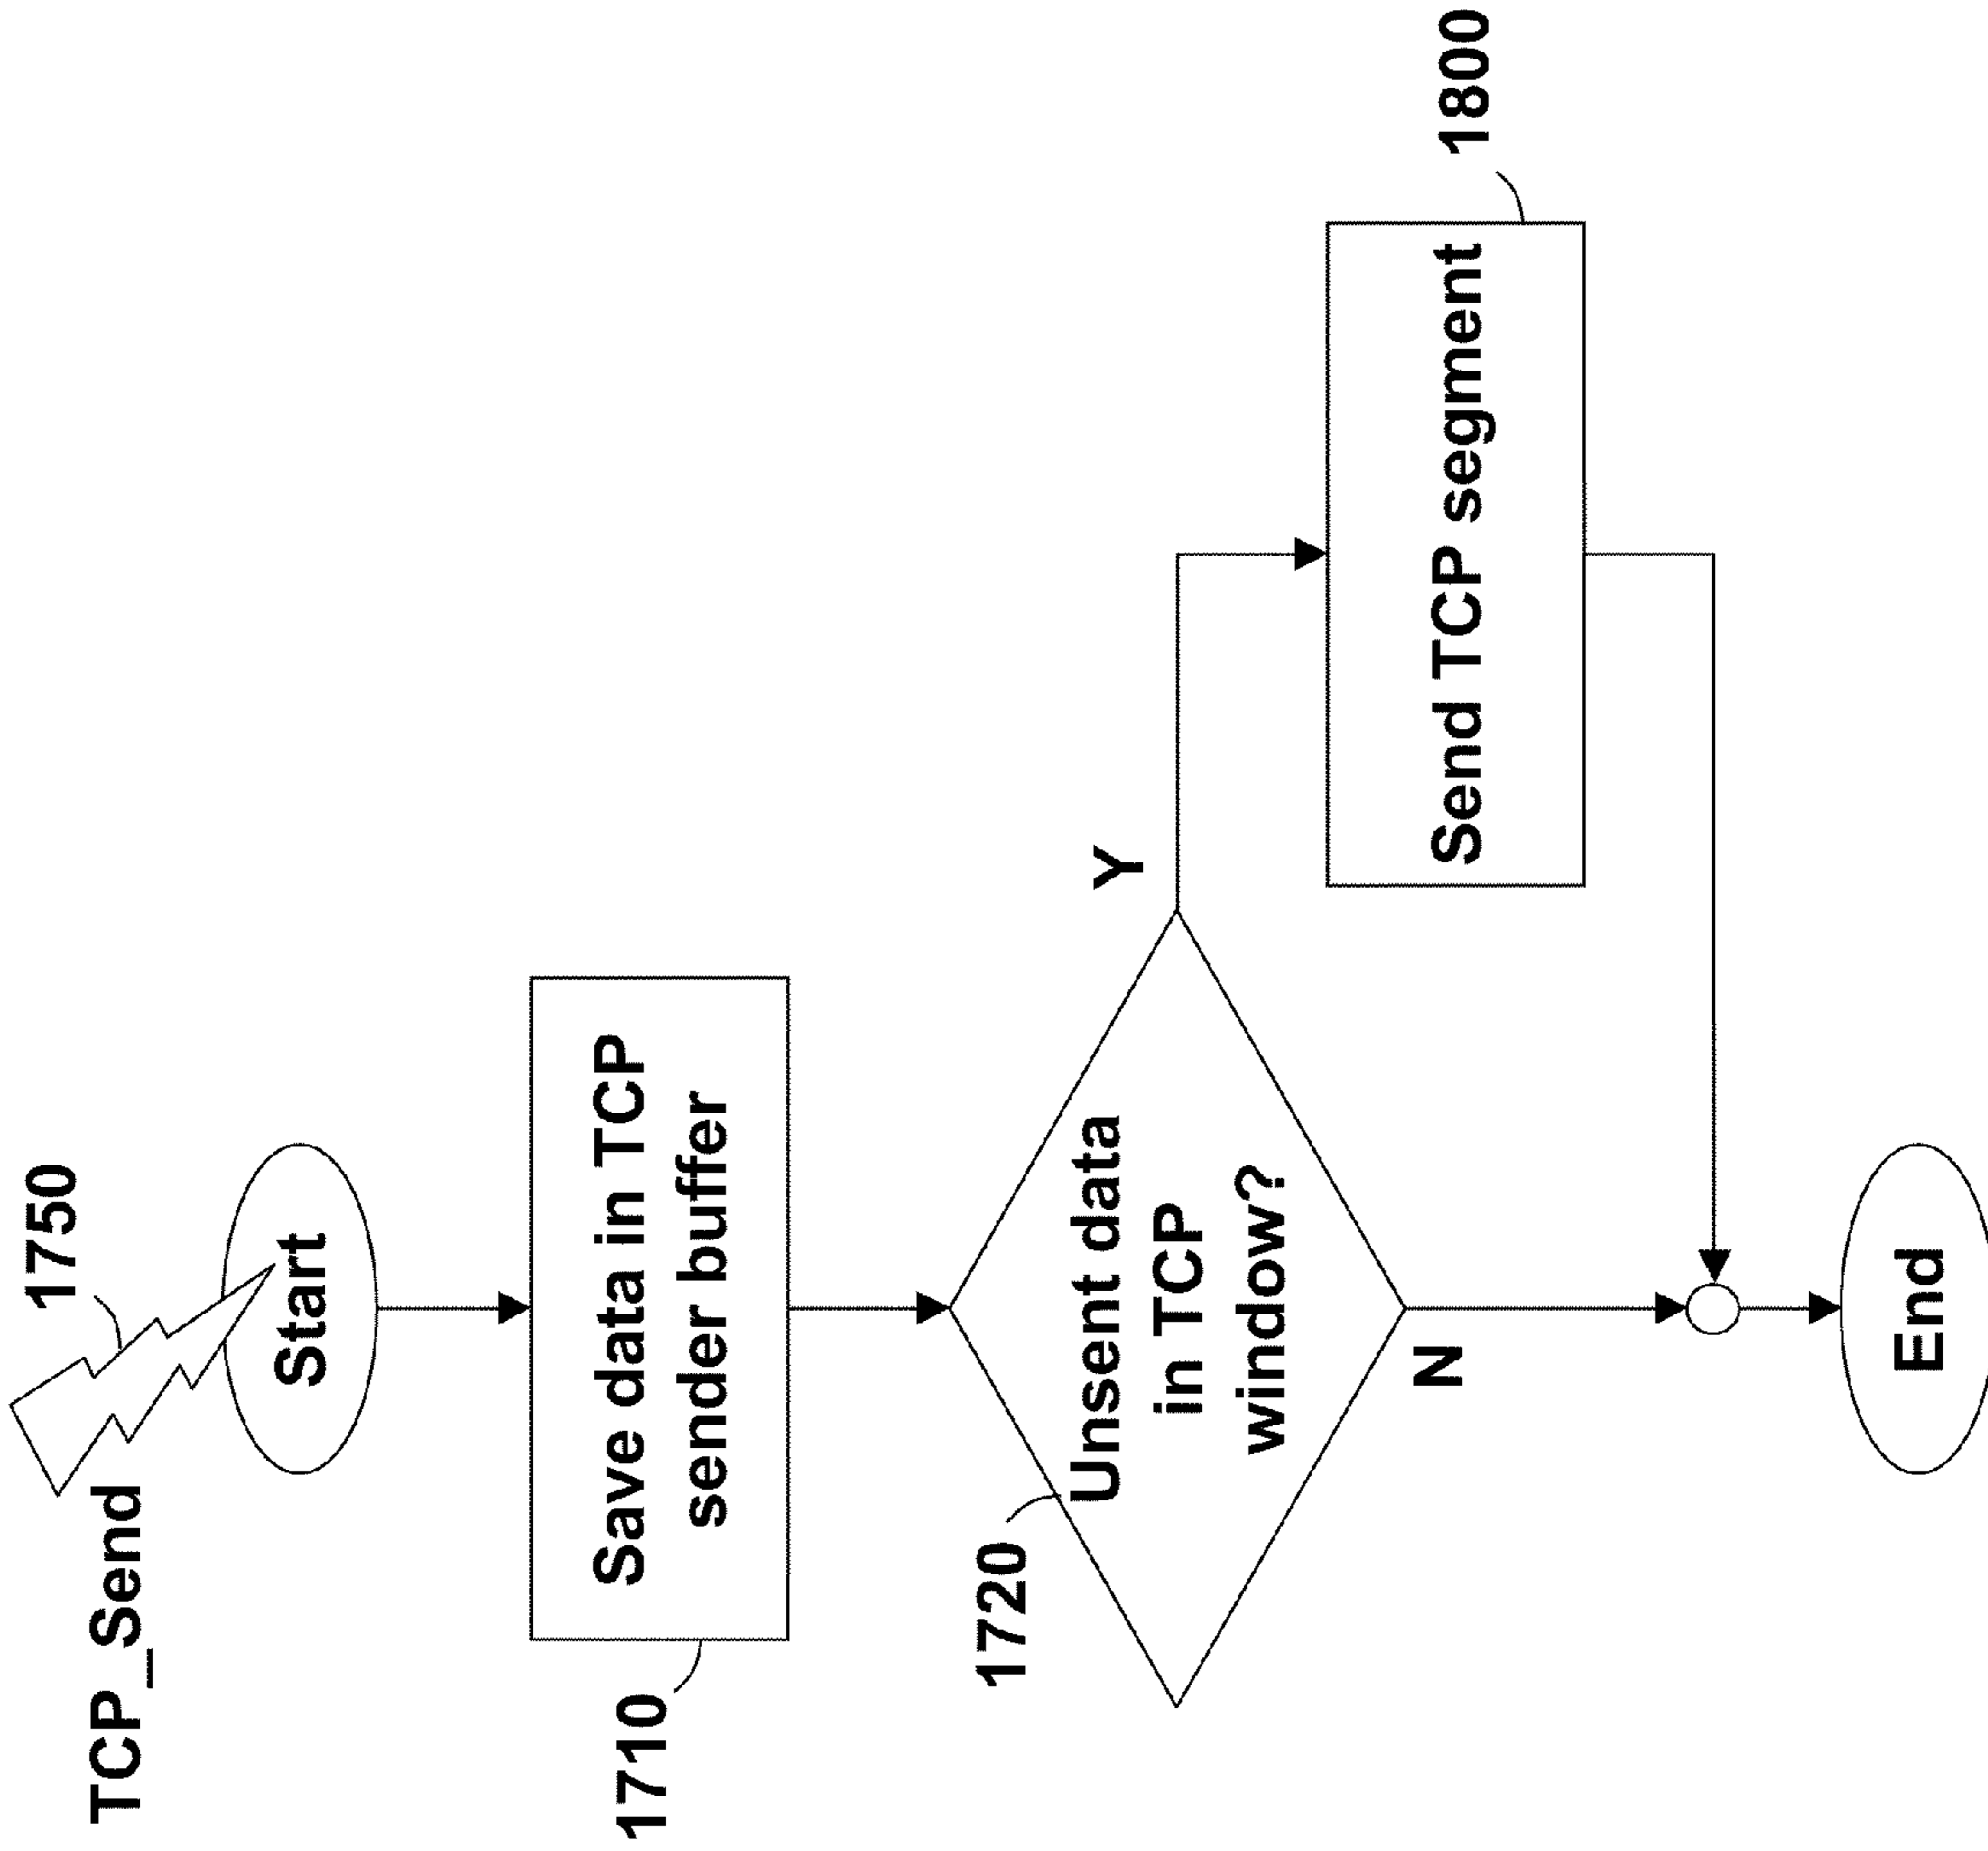 TCP_Send
1750
Start
1710
Save data in TCP
sender buffer
1720
Unsent data
in TCP
window?
Y
N
Send TCP segment
1800
End